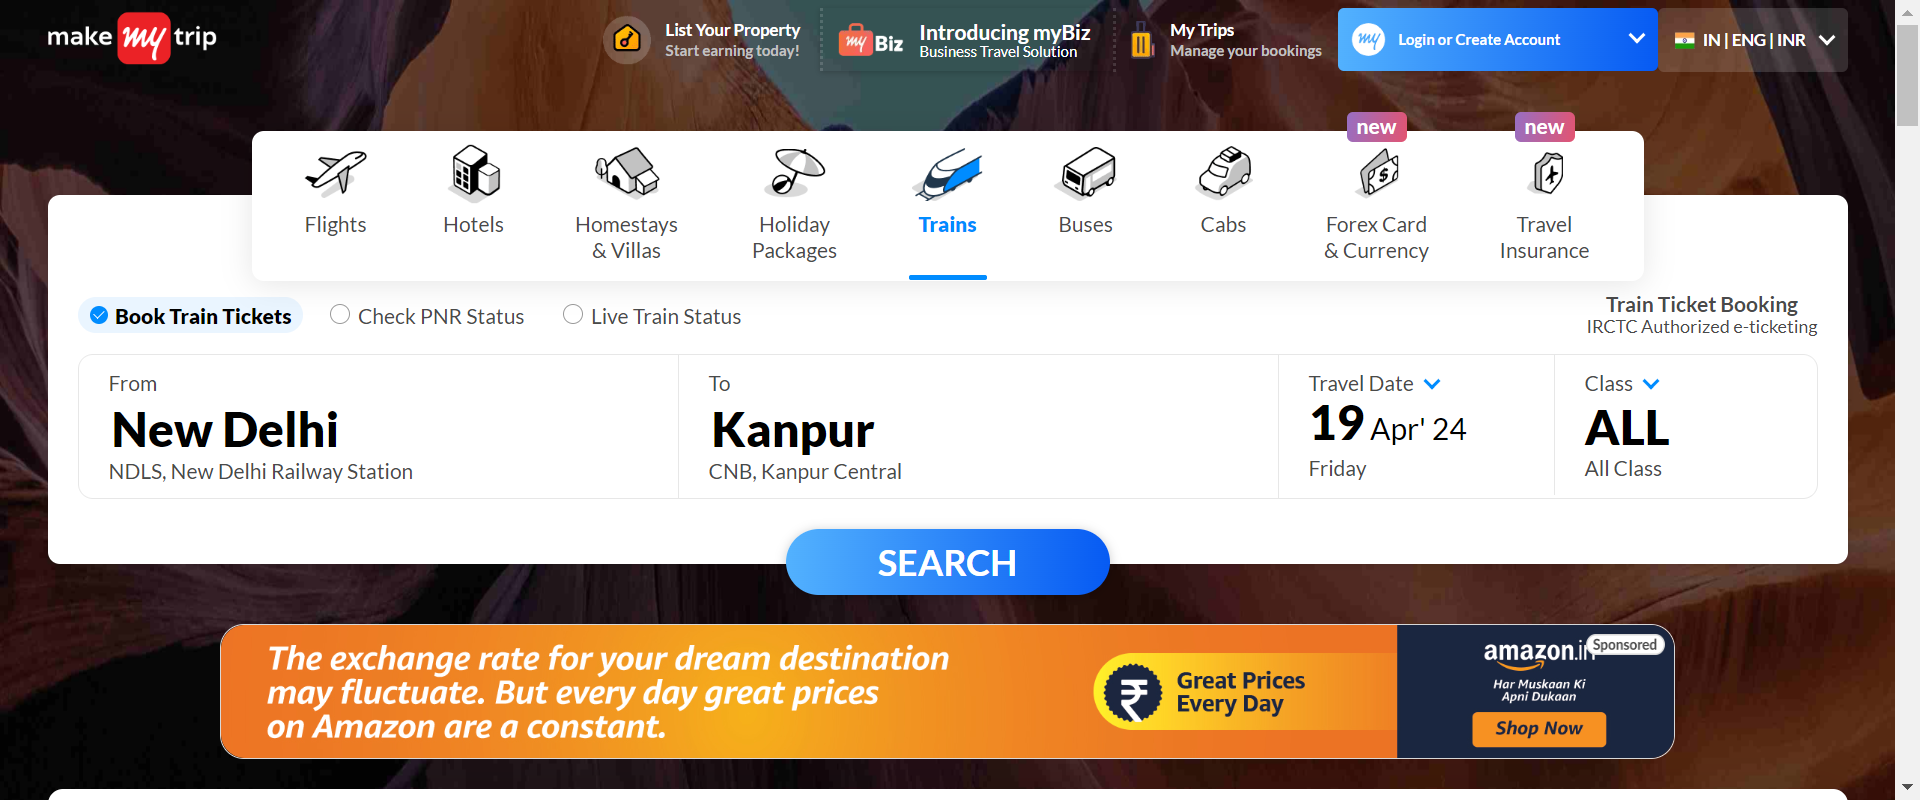 make my trip
List Your Property
Start earning today!
my Biz
Introducing myBiz
Business Travel Solution
My Trips
Manage your bookings
my
Login or Create Account
IN | ENG | INR
new
new
Flights
Hotels
Homestays
& Villas
Holiday
Packages
Trains
Buses
Cabs
Forex Card
& Currency
Travel
Insurance
Book Train Tickets
Check PNR Status
Live Train Status
Train Ticket Booking
IRCTC Authorized e-ticketing
From
New Delhi
NDLS, New Delhi Railway Station
To
Kanpur
CNB, Kanpur Central
Travel Date
19 Apr' 24
Friday
Class
ALL
All Class
SEARCH
The exchange rate for your dream destination
may fluctuate. But every day great prices
on Amazon are a constant.
₹
Great Prices
Every Day
amazon.in
Sponsored
Har Muskaan Ki
Apni Dukaan
Shop Now